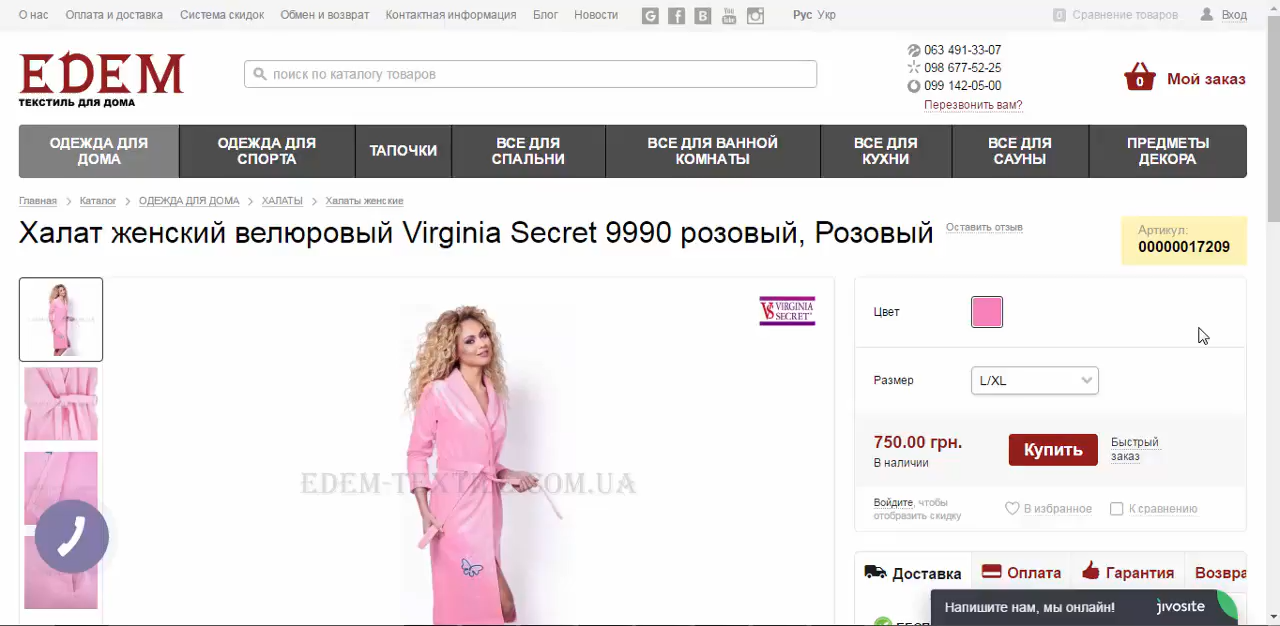 О нас Оплата и доставка Система скидок Обмен и возврат Контактная информация Блог Новости G f B You Tube Рус Укр 0 Сравнение товаров Вход
EDEM
ТЕКСТИЛЬ ДЛЯ ДОМА
поиск по каталогу товаров
063 491-33-07
098 677-52-25
099 142-05-00
Перезвонить вам?
0 Мой заказ
ОДЕЖДА ДЛЯ ДОМА
ОДЕЖДА ДЛЯ СПОРТА
ТАПОЧКИ
ВСЕ ДЛЯ СПАЛЬНИ
ВСЕ ДЛЯ ВАННОЙ КОМНАТЫ
ВСЕ ДЛЯ КУХНИ
ВСЕ ДЛЯ САУНЫ
ПРЕДМЕТЫ ДЕКОРА
Главная > Каталог > ОДЕЖДА ДЛЯ ДОМА > ХАЛАТЫ > Халаты женские
Халат женский велюровый Virginia Secret 9990 розовый, Розовый
Оставить отзыв
Артикул:
00000017209
VS VIRGINIA
SECRET
EDEM-TEXTILE.COM.UA
Цвет
Размер L/XL
750.00 грн.
В наличии
Купить
Быстрый
заказ
Войдите, чтобы
отобразить скидку
В избранное К сравнению
Доставка Оплата Гарантия Возвра
Напишите нам, мы онлайн! jivosite